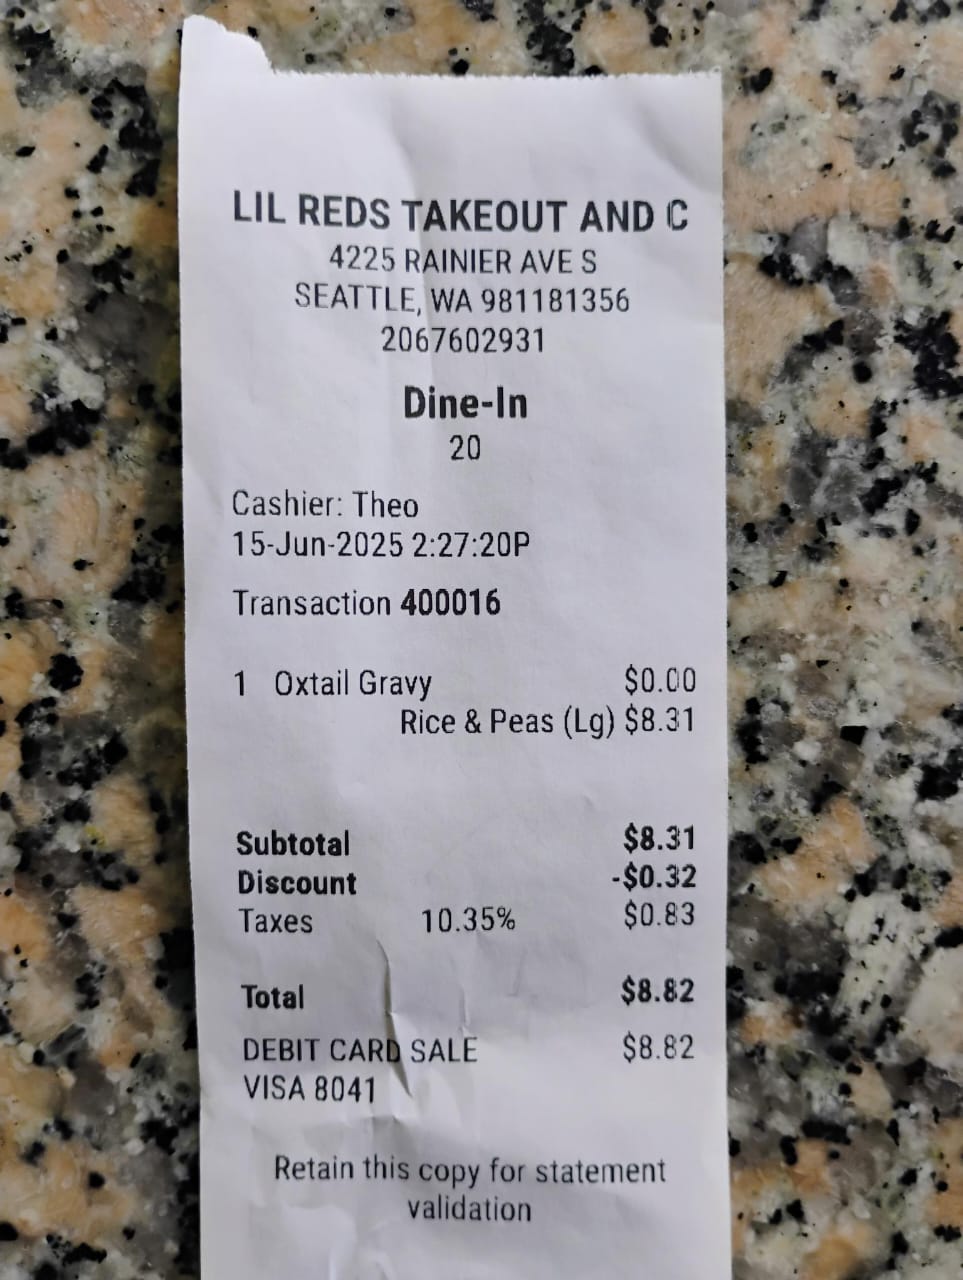 LIL REDS TAKEOUT AND C
4225 RAINIER AVE S
SEATTLE, WA 981181356
2067602931
Dine-In
20
Cashier: Theo
15-Jun-2025 2:27:20P
Transaction 400016
1 Oxtail Gravy $0.00
Rice & Peas (Lg) $8.31
Subtotal $8.31
Discount -$0.32
Taxes 10.35% $0.83
Total $8.82
DEBIT CARD SALE $8.82
VISA 8041
Retain this copy for statement
validation